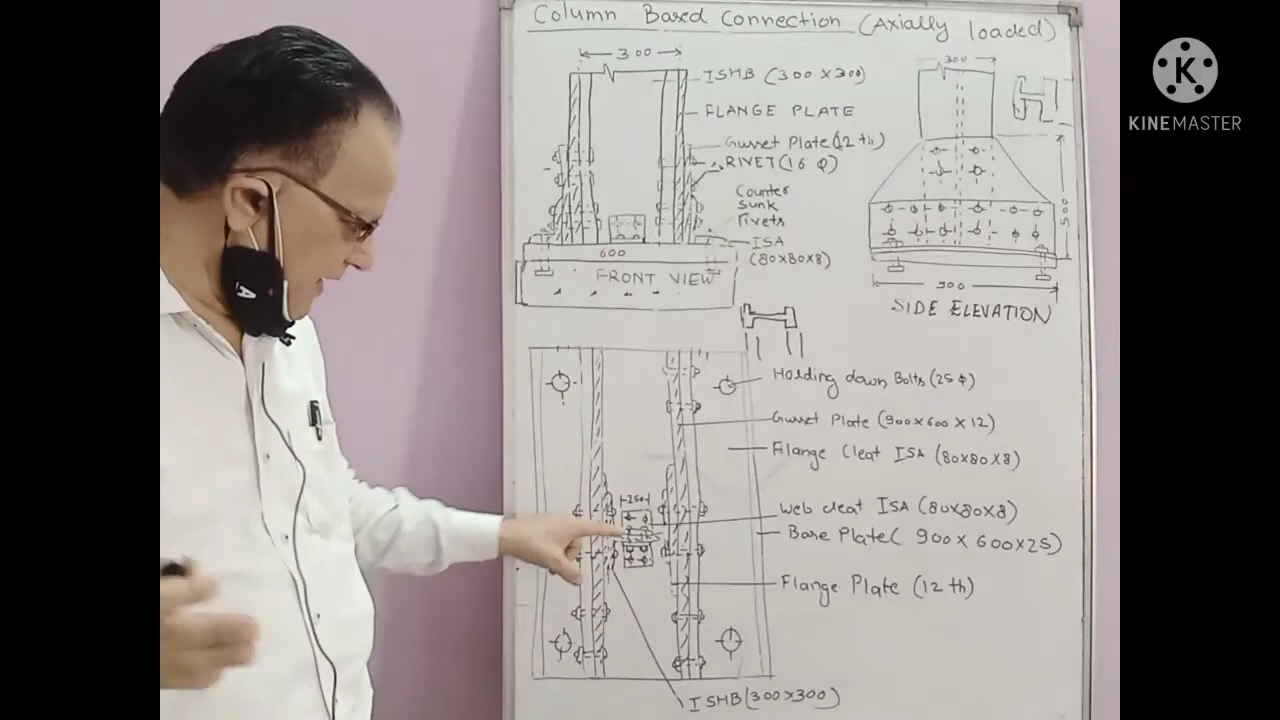 Column Based Connection (Axially loaded)
300
ISHB (300 x 300)
FLANGE PLATE
Gusset Plate (12 th)
RIVET (16 φ)
Counter
Sunk
rivets
ISA
(80x80x8)
600
FRONT VIEW
300
500
900
SIDE ELEVATION
K
KINEMASTER
Holding down Bolts (25 φ)
Gusset Plate (900 x 600 x 12)
Flange Cleat ISA (80x80x8)
250
Web cleat ISA (80x80x8)
Base Plate ( 900 x 600 x 25)
Flange Plate (12 th)
ISHB (300x300)
A